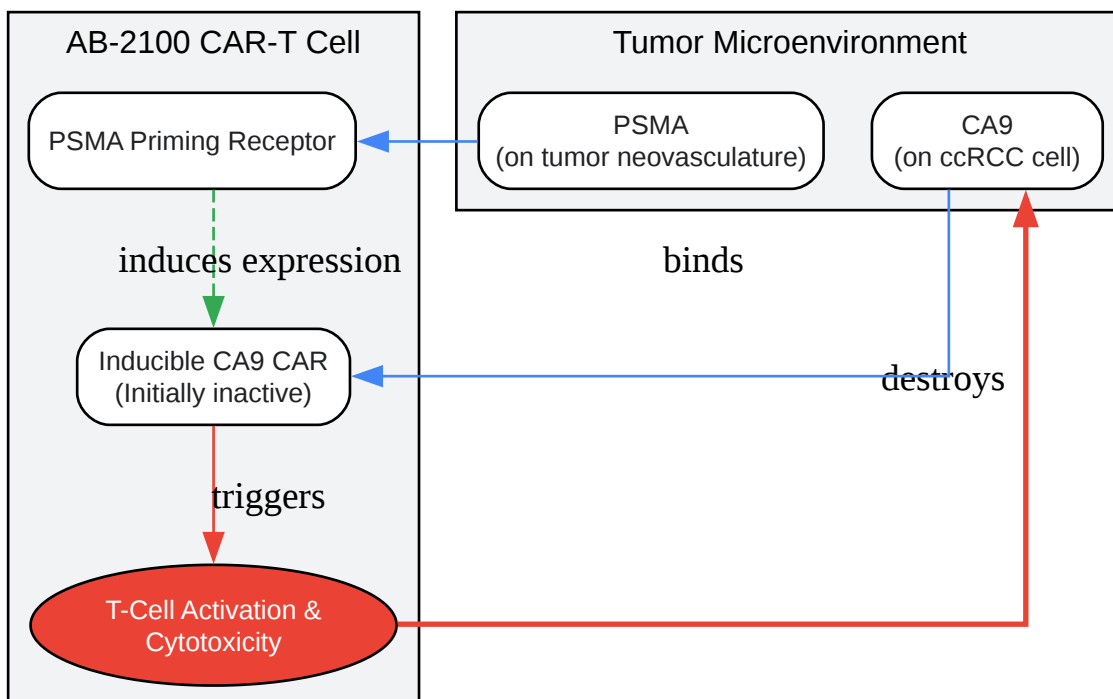 AB-2100 CAR-T Cell
Tumor Microenvironment
PSMA Priming Receptor
PSMA
(on tumor neovasculature)
CA9
(on ccRCC cell)
induces expression
binds
Inducible CA9 CAR
(Initially inactive)
destroys
triggers
T-Cell Activation &
Cytotoxicity